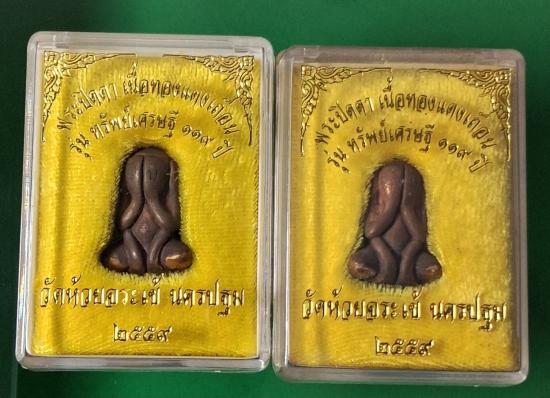 พระปิดตา เนื้อทองแดงเถื่อน
รุ่น ทรัพย์เศรษฐี ๑๑๙ ปี
วัดห้วยจระเข้ นครปฐม
๒๕๕๙
พระปิดตา เนื้อทองแดงเถื่อน
รุ่น ทรัพย์เศรษฐี ๑๑๙ ปี
วัดห้วยจระเข้ นครปฐม
๒๕๕๙